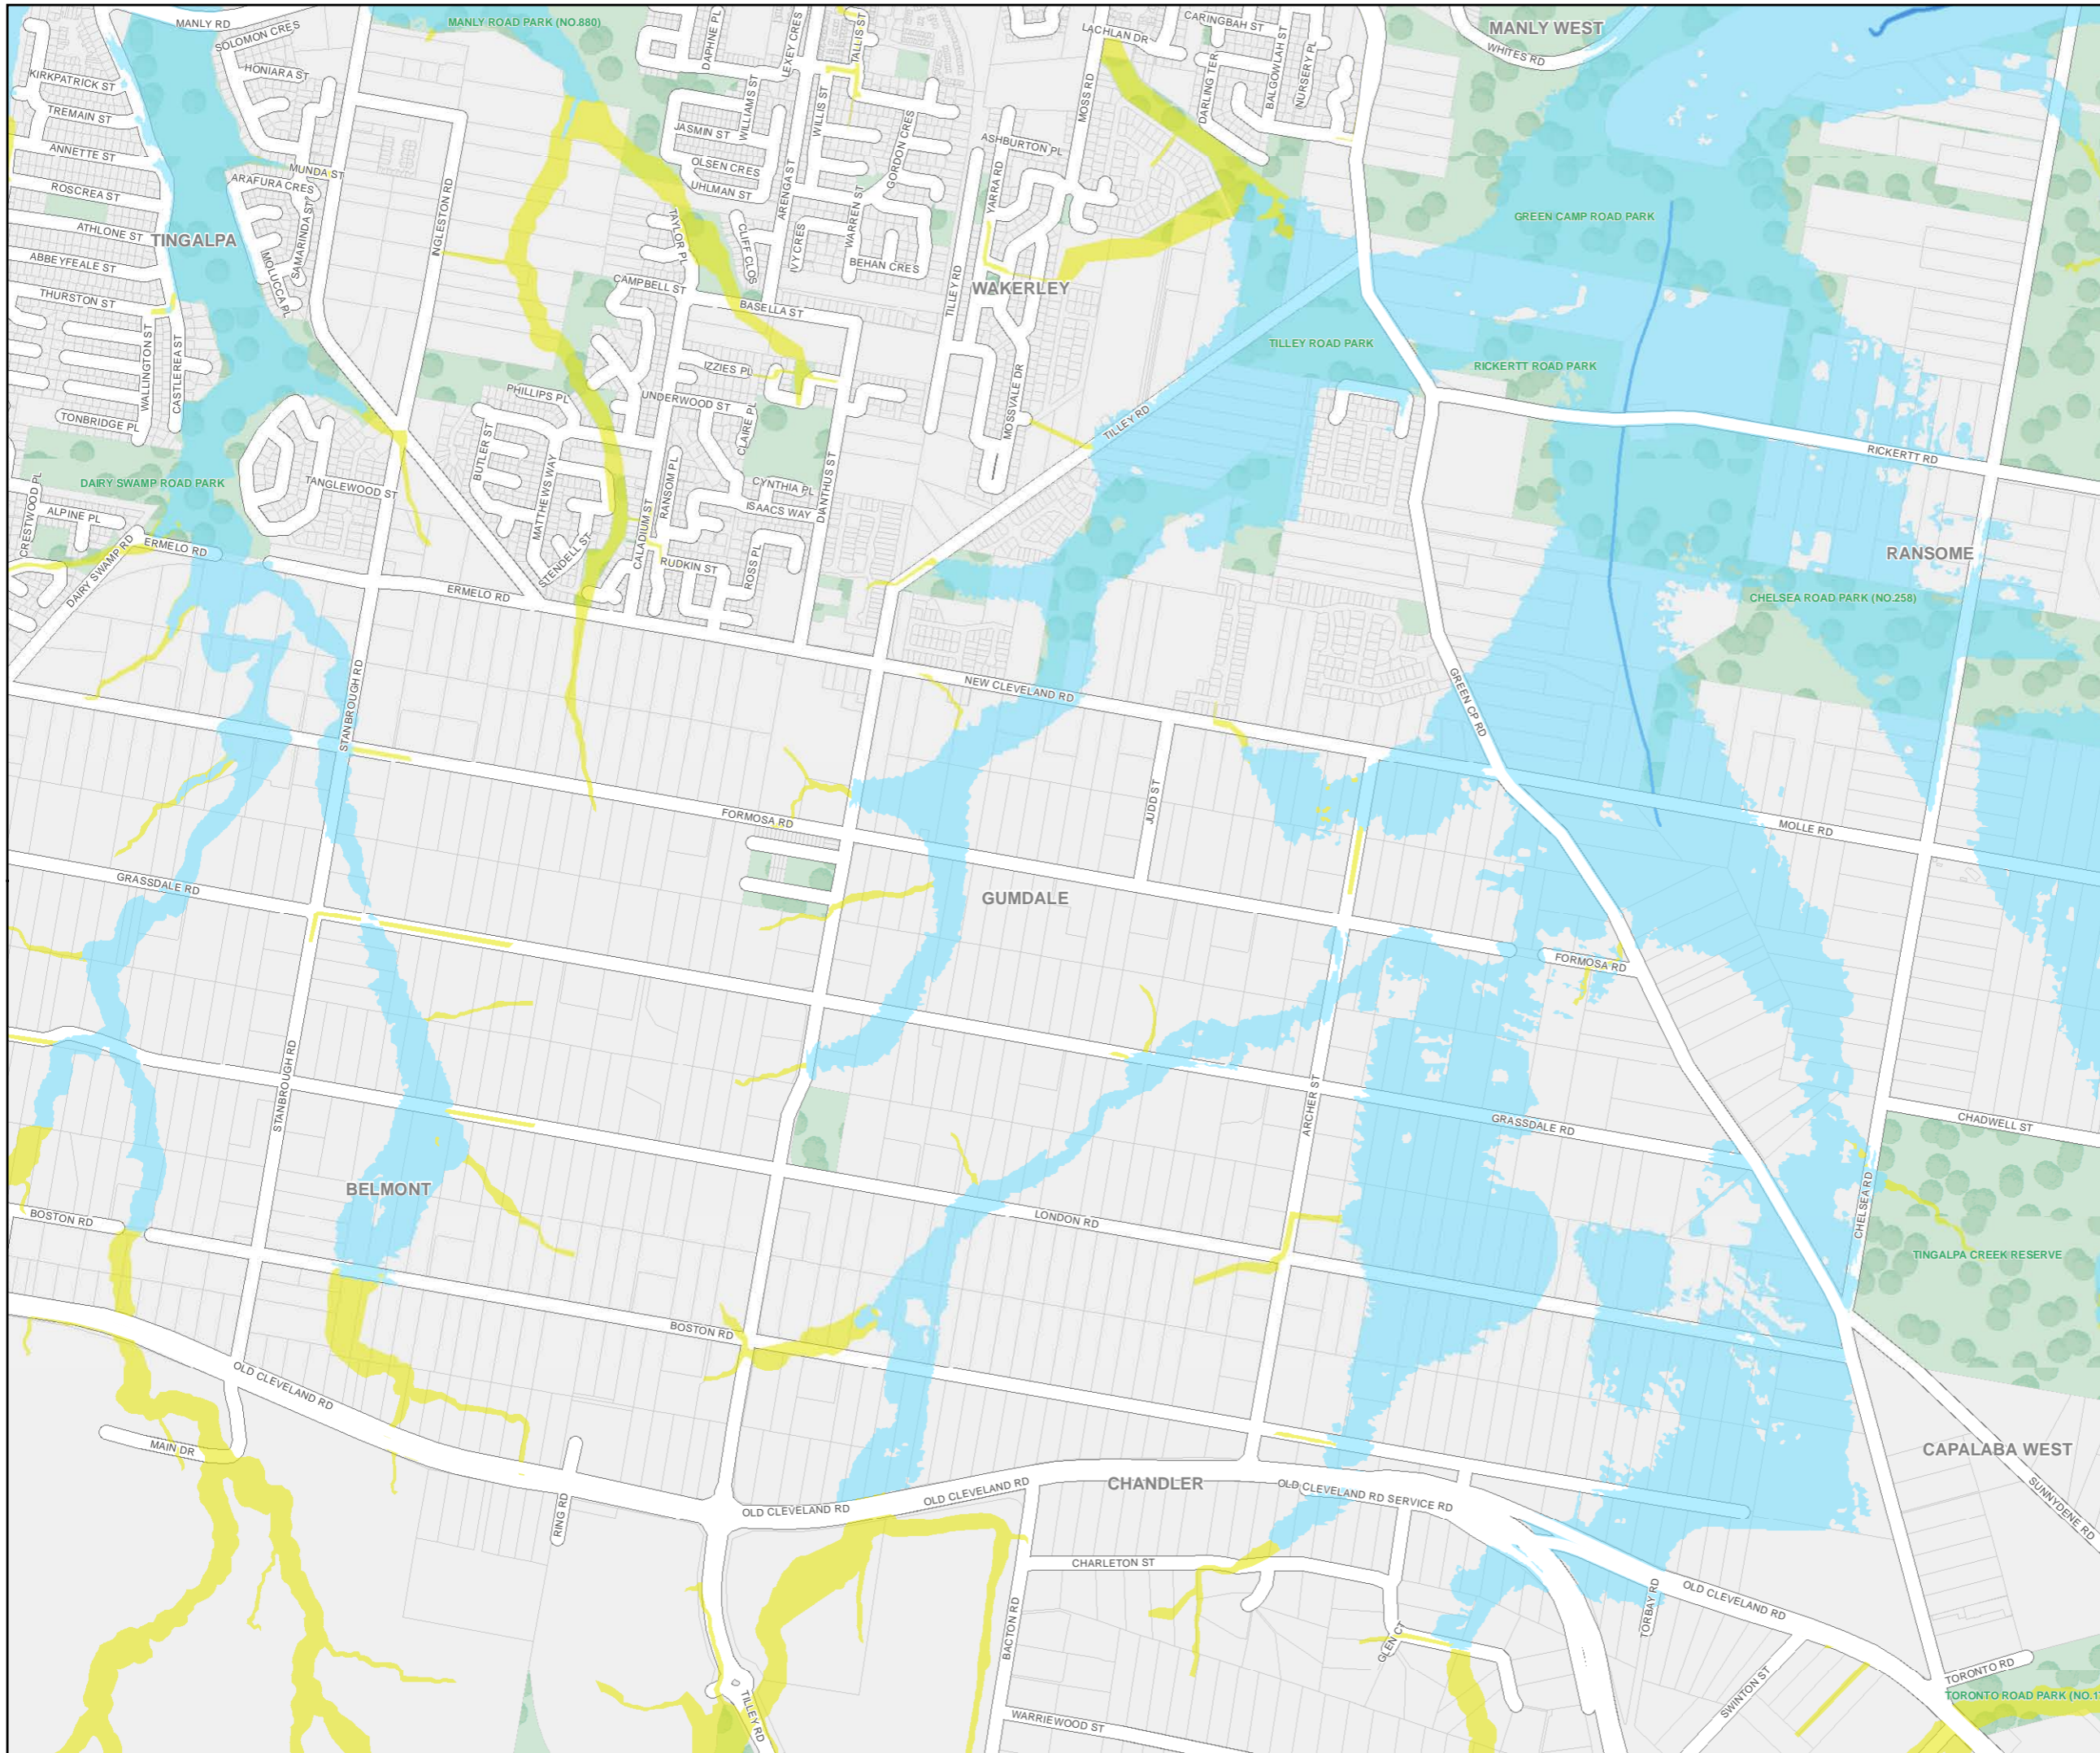 MANLY RD
MANLY ROAD PARK (NO.880)
SOLOMON CRES
DAPHNE PL
LEXEY CRES
TALLIS ST
LACHLAN DR
CARINGBAH ST
MANLY WEST
WHITES RD
KIRKPATRICK ST
HONIARA ST
WILLIAMS ST
WILLIS ST
MOSS RD
DARLING TER
BALGOWLAH ST
NURSERY PL
TREMAIN ST
JASMIN ST
GORDON CRES
ASHBURTON PL
ANNETTE ST
MUNDA ST
OLSEN CRES
ROSCREA ST
ARAFURA CRES
UHLMAN ST
ARENGA ST
YARRA RD
INGLESTON RD
TAYLOR PL
WARREN ST
GREEN CAMP ROAD PARK
ATHLONE ST
TINGALPA
SAMARINDA ST
CLIFF CLOS
IVY CRES
ABBEYFEALE ST
MOLUCCA PL
BEHAN CRES
THURSTON ST
CAMPBELL ST
BASELLA ST
TILLEY RD
WAKERLEY
WALLINGTON ST
CASTLEREA ST
TILLEY ROAD PARK
RICKERTT ROAD PARK
IZZIES PL
MOSSVALE DR
PHILLIPS PL
UNDERWOOD ST
CLAIRE PL
TONBRIDGE PL
BUTLER ST
TILLEY RD
RICKERTT RD
DAIRY SWAMP ROAD PARK
TANGLEWOOD ST
MATTHEWS WAY
RANSOM PL
CYNTHIA PL
ISAACS WAY
DIANTHUS ST
CRESTWOOD PL
ALPINE PL
ERMELO RD
DAIRY SWAMP RD
STENDELL ST
CALADIUM ST
RUDKIN ST
ROSS PL
RANSOME
ERMELO RD
CHELSEA ROAD PARK (NO.258)
STANBROUGH RD
NEW CLEVELAND RD
GREEN CP RD
FORMOSA RD
JUDD ST
MOLLE RD
GRASSDALE RD
GUMDALE
FORMOSA RD
STANBROUGH RD
ARCHER ST
GRASSDALE RD
CHADWELL ST
BELMONT
BOSTON RD
LONDON RD
CHELSEA RD
TINGALPA CREEK RESERVE
BOSTON RD
OLD CLEVELAND RD
MAIN DR
RING RD
OLD CLEVELAND RD
OLD CLEVELAND RD
CHANDLER
OLD CLEVELAND RD SERVICE RD
CAPALABA WEST
SUNNYDENE RD
CHARLETON ST
BACTON RD
GLEN CT
TORBAY RD
OLD CLEVELAND RD
TILLEY RD
WARRIEWOOD ST
SWINTON ST
TORONTO RD
TORONTO ROAD PARK (NO.1